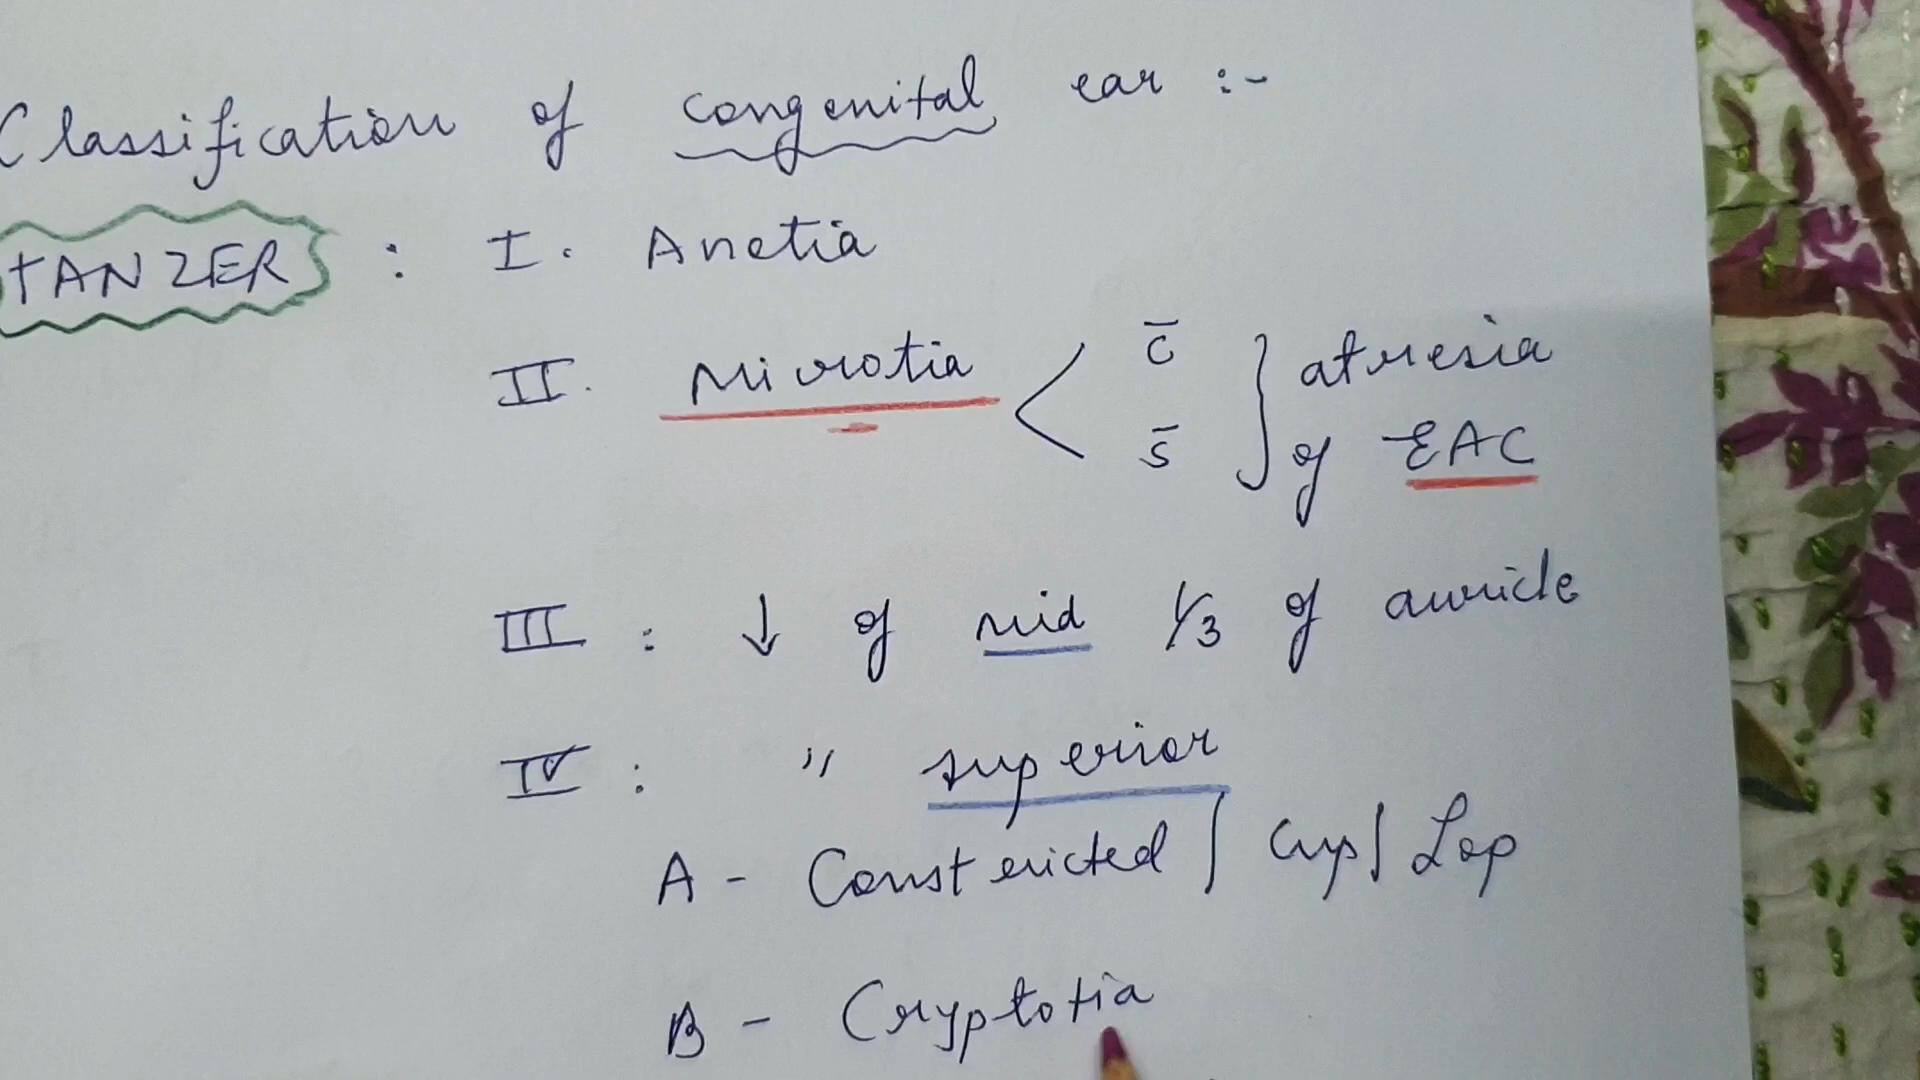 Classification of congenital ear :-
TANZER : I. Anotia
II. Microtia < c̄ } atresia
s̄ of EAC
III : ↓ of mid 1/3 of auricle
IV : " superior
A - Constricted / Cup / Lop
B - Cryptotia